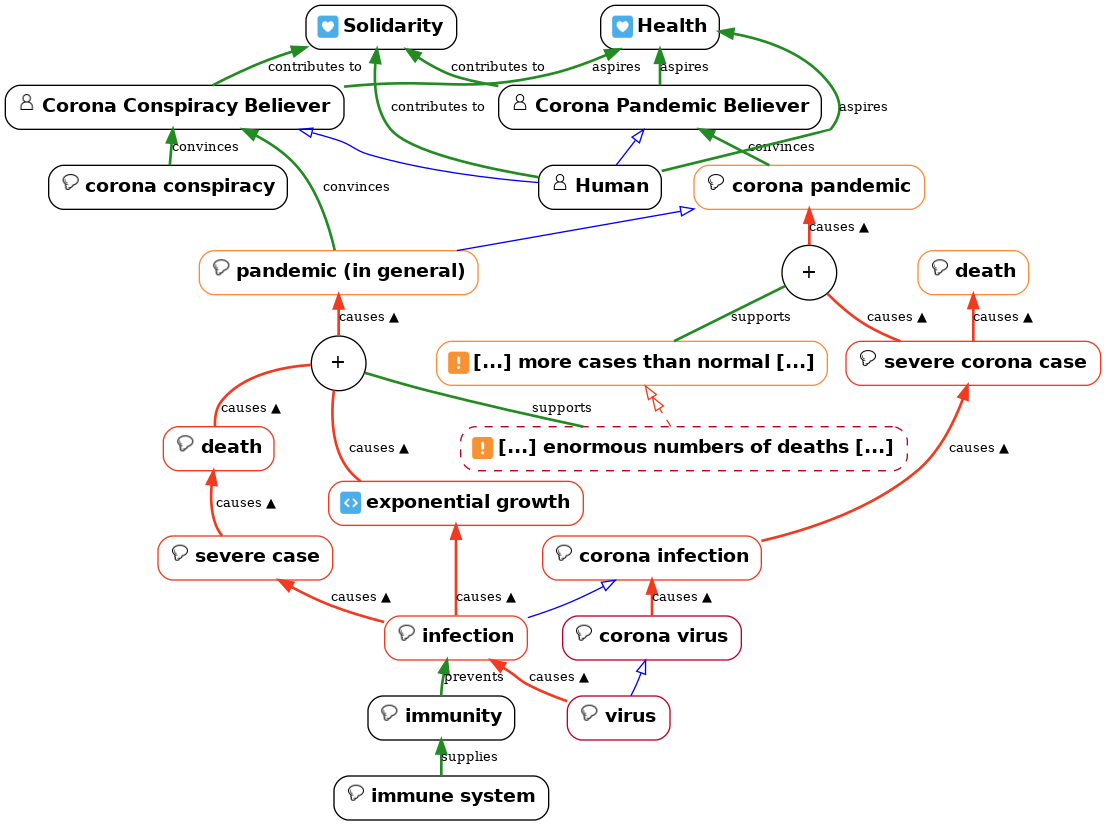 Solidarity
Health
contributes to
contributes to
aspires
aspires
Corona Conspiracy Believer
Corona Pandemic Believer
contributes to
aspires
convinces
convinces
corona conspiracy
convinces
Human
corona pandemic
causes ▲
pandemic (in general)
+
death
causes ▲
supports
causes ▲
causes ▲
+
[...] more cases than normal [...]
severe corona case
causes ▲
supports
death
causes ▲
[...] enormous numbers of deaths [...]
causes ▲
causes ▲
exponential growth
severe case
corona infection
causes ▲
causes ▲
causes ▲
infection
corona virus
prevents
causes ▲
immunity
virus
supplies
immune system